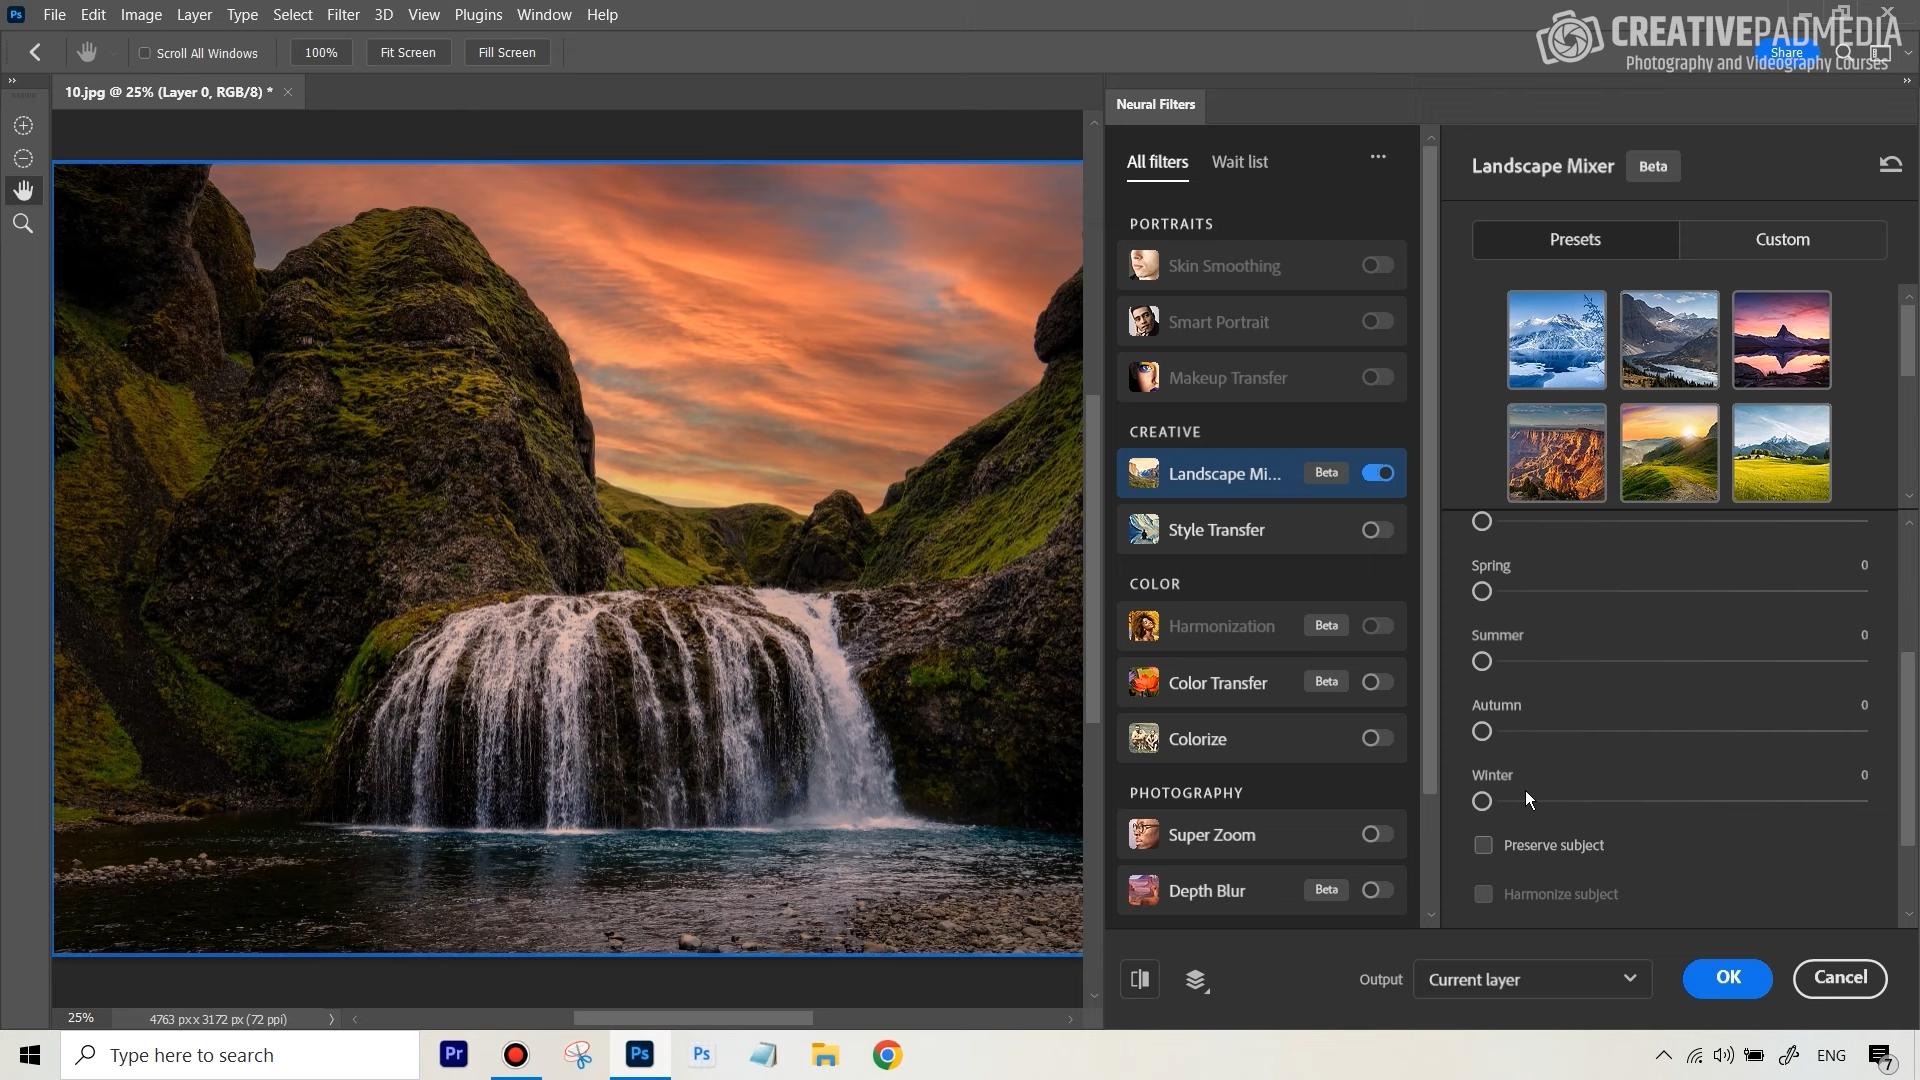 Ps File Edit Image Layer Type Select Filter 3D View Plugins Window Help
Scroll All Windows 100% Fit Screen Fill Screen
Share
CREATIVEPADMEDIA
Photography and Videography Courses
10.jpg @ 25% (Layer 0, RGB/8) *
Neural Filters
All filters Wait list
PORTRAITS
Skin Smoothing
Smart Portrait
Makeup Transfer
CREATIVE
Landscape Mi... Beta
Style Transfer
COLOR
Harmonization Beta
Color Transfer Beta
Colorize
PHOTOGRAPHY
Super Zoom
Depth Blur Beta
Landscape Mixer Beta
Presets Custom
Spring 0
Summer 0
Autumn 0
Winter 0
Preserve subject
Harmonize subject
Output Current layer OK Cancel
25% 4763 px x 3172 px (72 ppi)
Type here to search
Pr
Ps
Ps
ENG
7